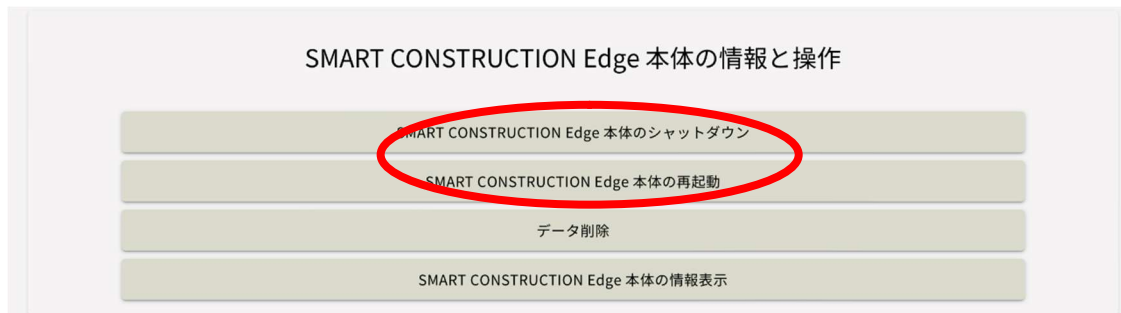 SMART CONSTRUCTION Edge 本体の情報と操作
SMART CONSTRUCTION Edge 本体のシャットダウン
SMART CONSTRUCTION Edge 本体の再起動
データ削除
SMART CONSTRUCTION Edge 本体の情報表示